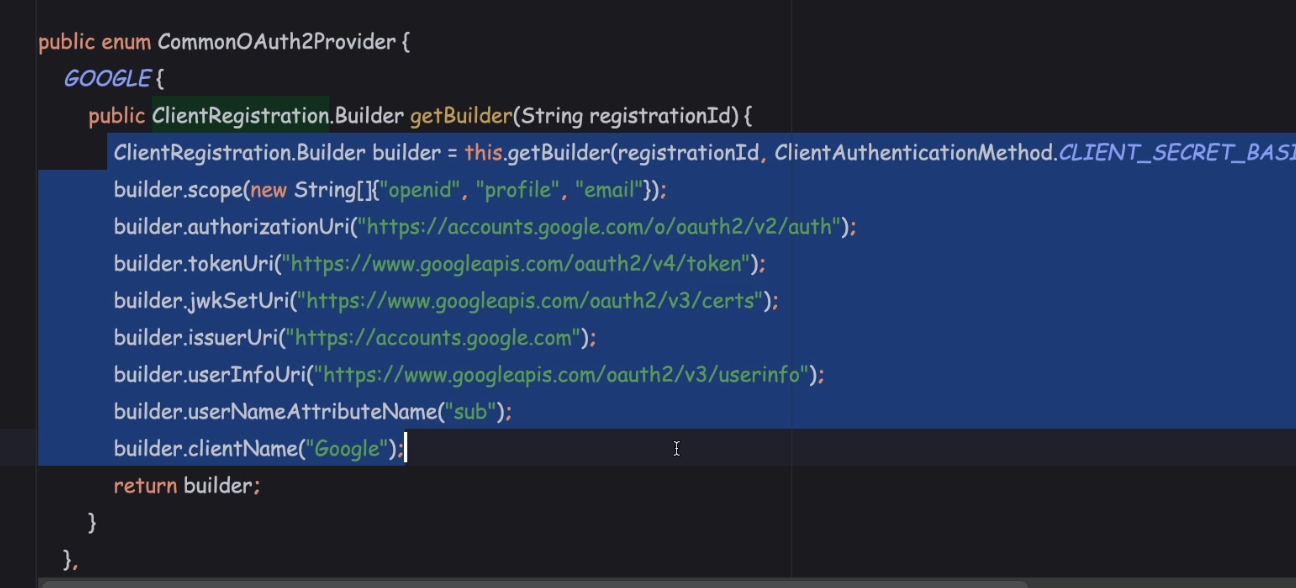 public enum CommonOAuth2Provider {
GOOGLE {
public ClientRegistration.Builder getBuilder(String registrationId) {
ClientRegistration.Builder builder = this.getBuilder(registrationId, ClientAuthenticationMethod.CLIENT_SECRET_BASI
builder.scope(new String[]{"openid", "profile", "email"});
builder.authorizationUri("https://accounts.google.com/o/oauth2/v2/auth");
builder.tokenUri("https://www.googleapis.com/oauth2/v4/token");
builder.jwkSetUri("https://www.googleapis.com/oauth2/v3/certs");
builder.issuerUri("https://accounts.google.com");
builder.userInfoUri("https://www.googleapis.com/oauth2/v3/userinfo");
builder.userNameAttributeName("sub");
builder.clientName("Google");
return builder;
}
},